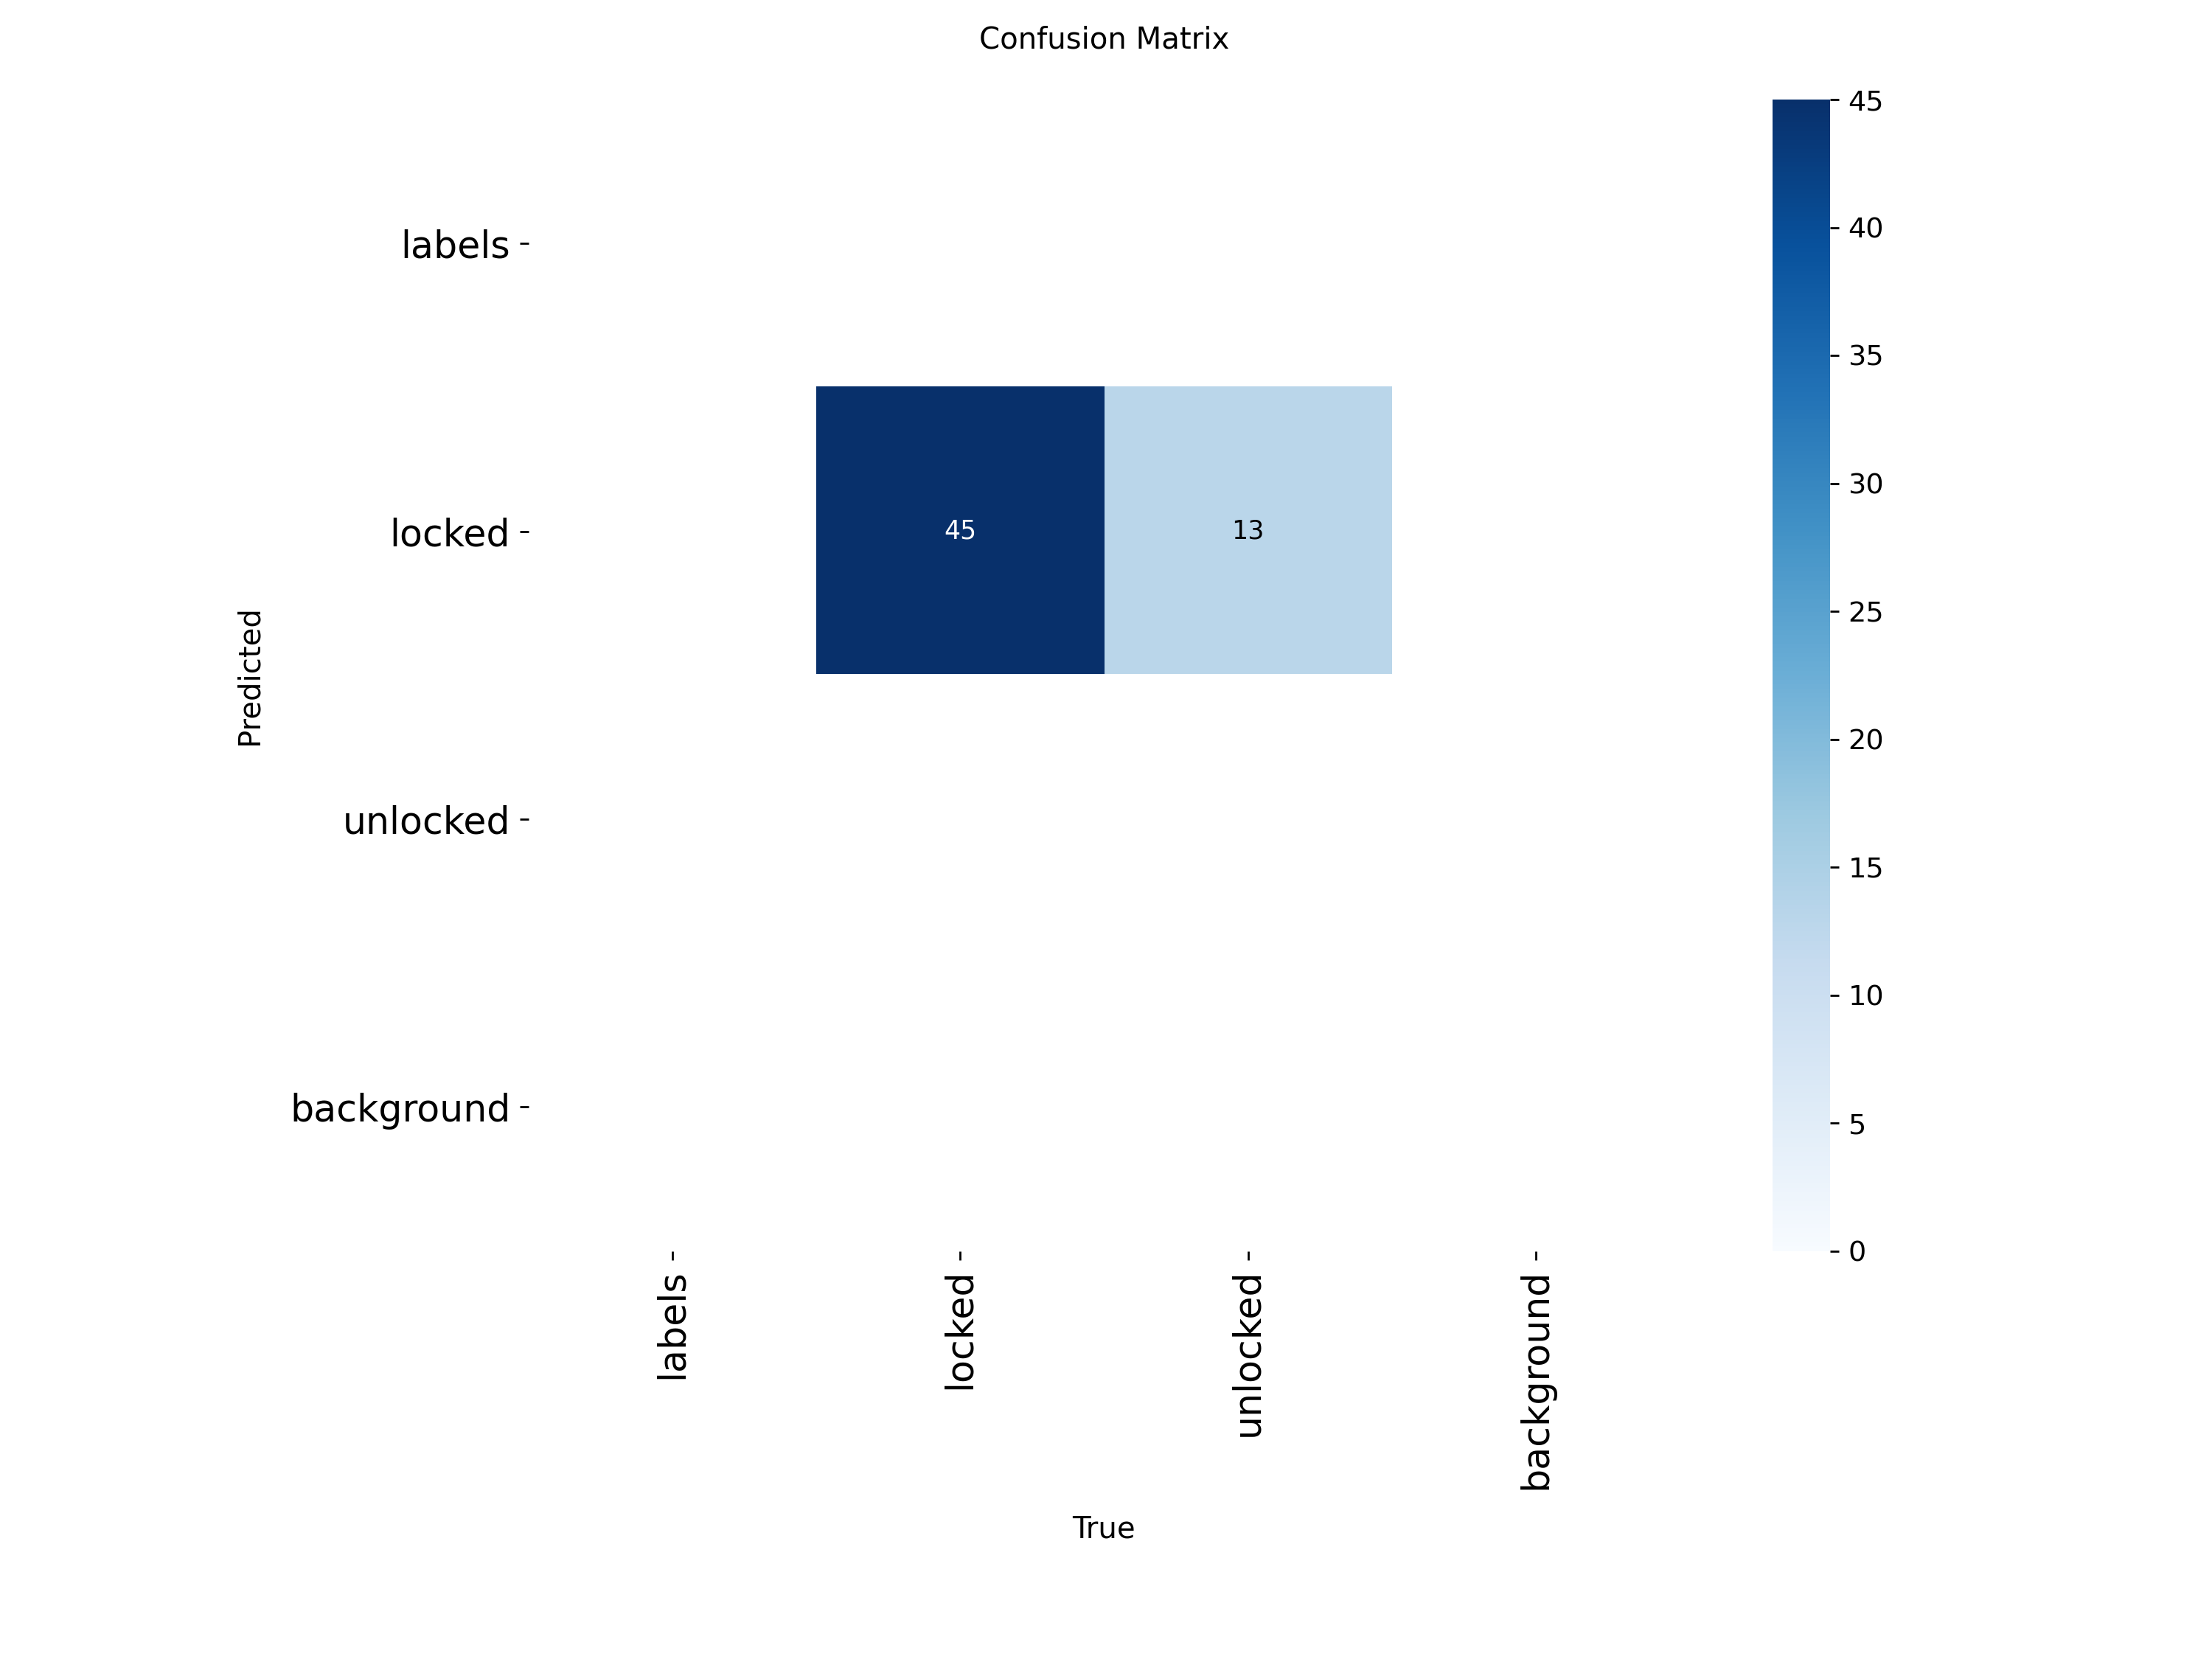 Confusion Matrix
45
40
35
30
25
20
15
10
5
0
Predicted
labels
locked
unlocked
background
45 13
labels locked unlocked background
True